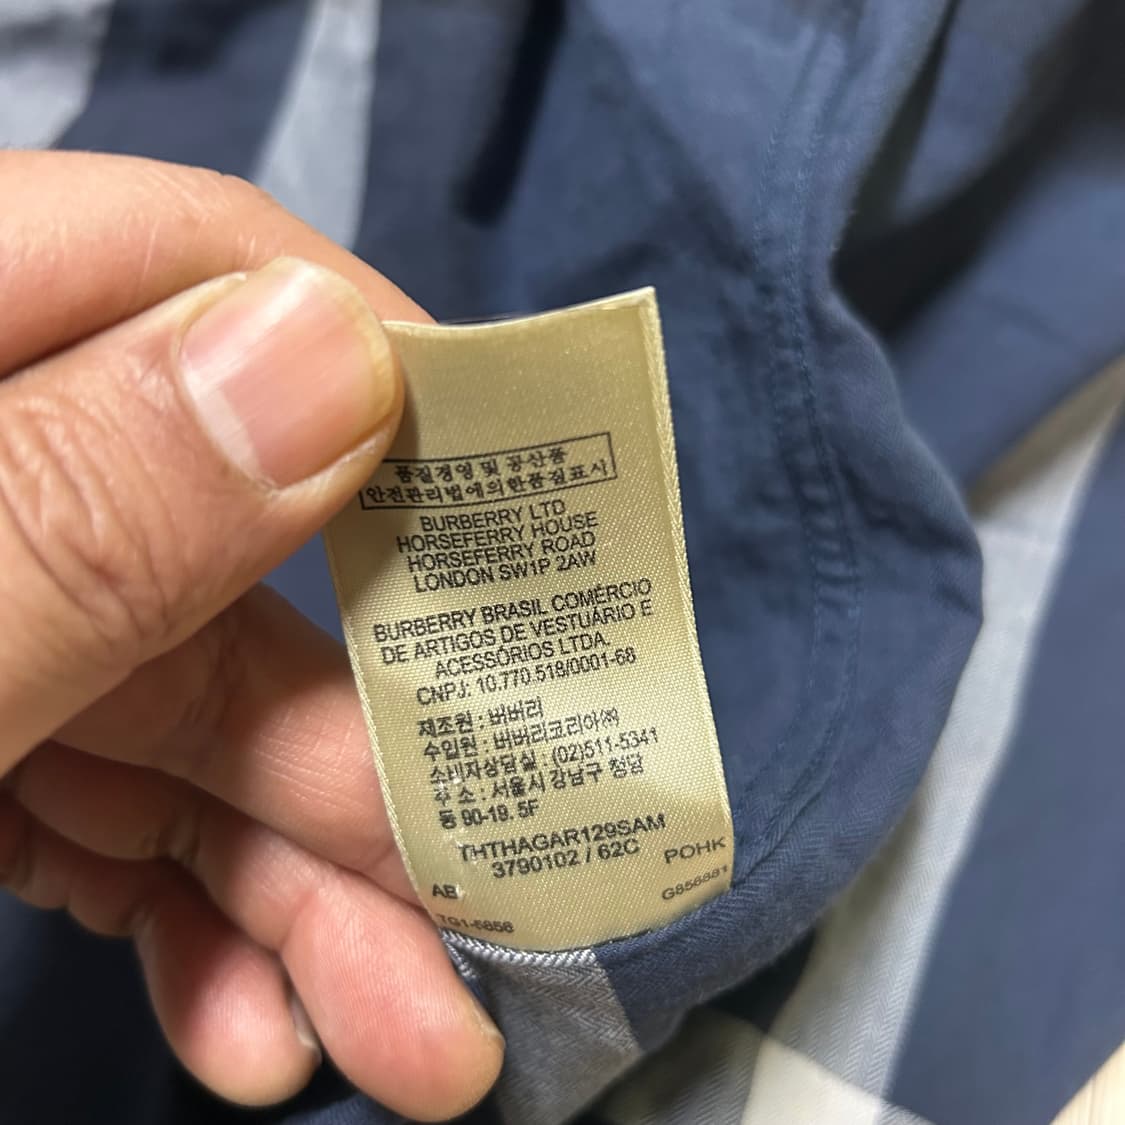 품질경영 및 공산품
안전관리법에의한품질표시
BURBERRY LTD
HORSEFERRY HOUSE
HORSEFERRY ROAD
LONDON SW1P 2AW
BURBERRY BRASIL COMÉRCIO
DE ARTIGOS DE VESTUÁRIO E
ACESSÓRIOS LTDA.
CNPJ: 10.770.518/0001-68
제조원 : 버버리
수입원 : 버버리코리아㈜
소비자상담실 : (02)511-5341
주 소 : 서울시 강남구 청담
동 90-19. 5F
THTHAGAR129SAM
3790102 / 62C
POHK
AB
G856881
TG1-5858